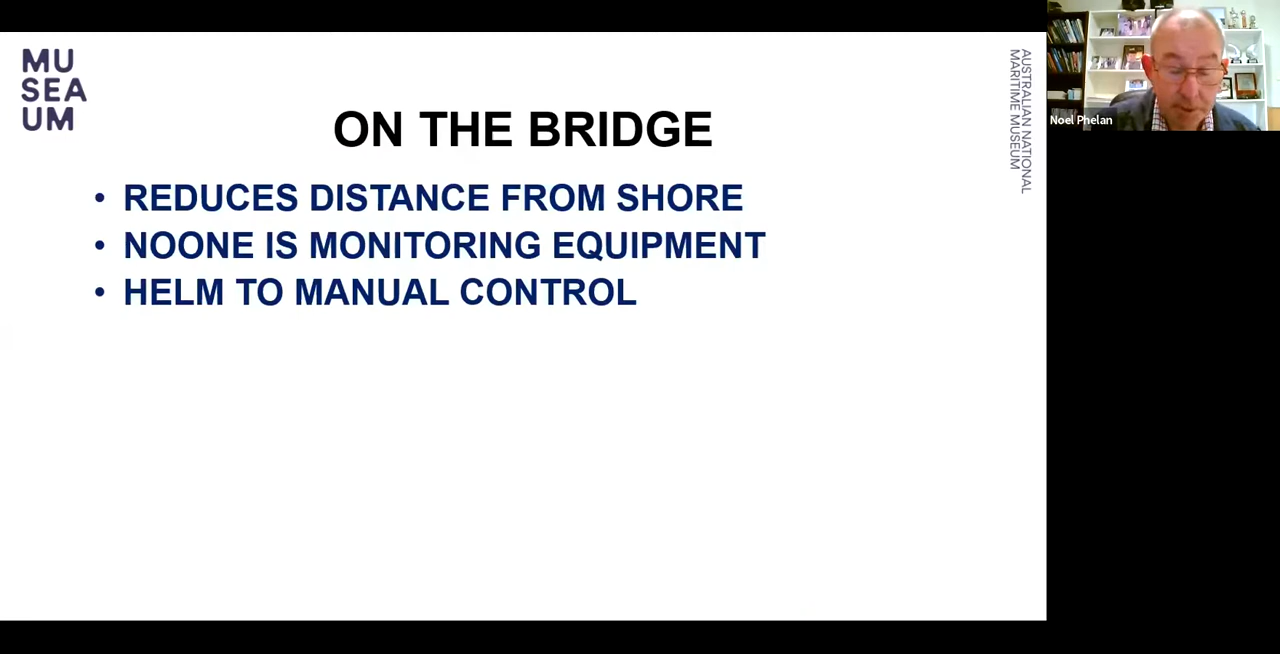 MU
SEA
UM
AUSTRALIAN NATIONAL
MARITIME MUSEUM
ON THE BRIDGE
• REDUCES DISTANCE FROM SHORE
• NOONE IS MONITORING EQUIPMENT
• HELM TO MANUAL CONTROL
Noel Phelan